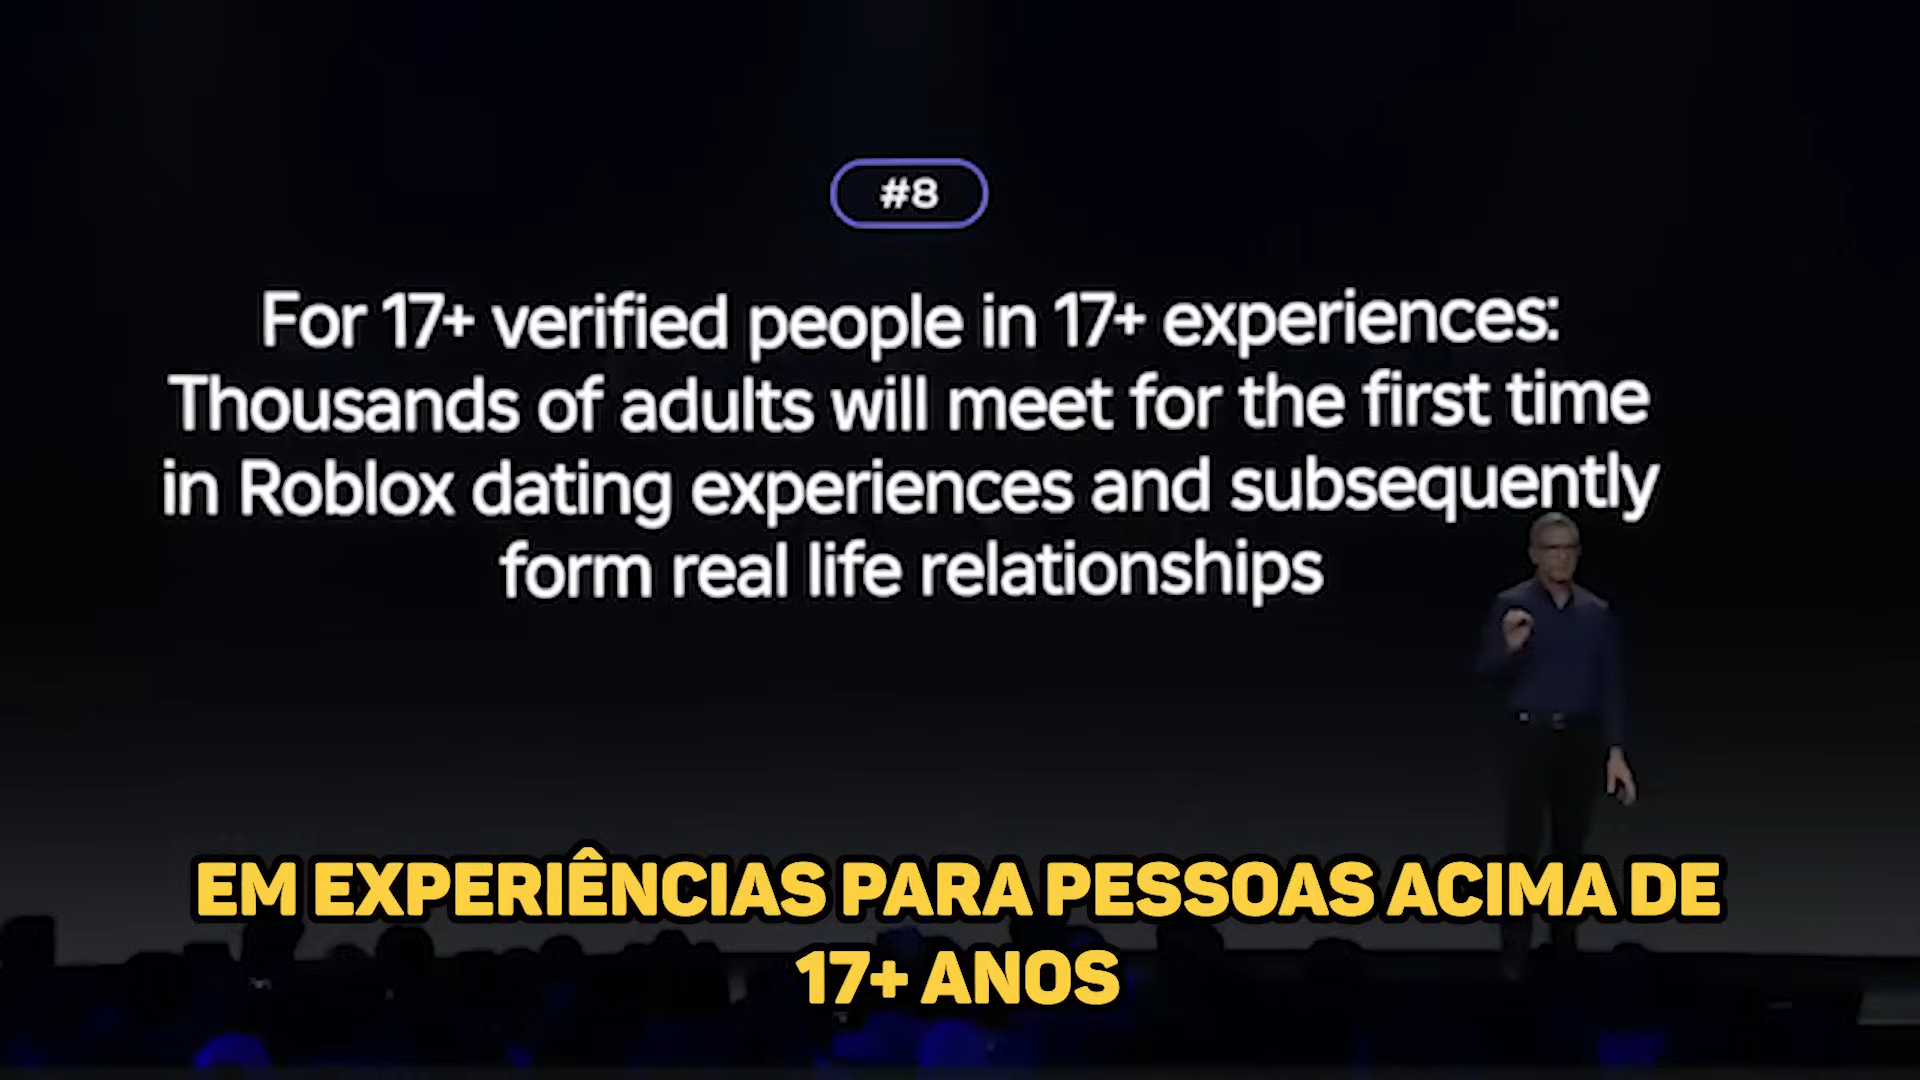 #8
For 17+ verified people in 17+ experiences:
Thousands of adults will meet for the first time
in Roblox dating experiences and subsequently
form real life relationships
EM EXPERIÊNCIAS PARA PESSOAS ACIMA DE
17+ ANOS